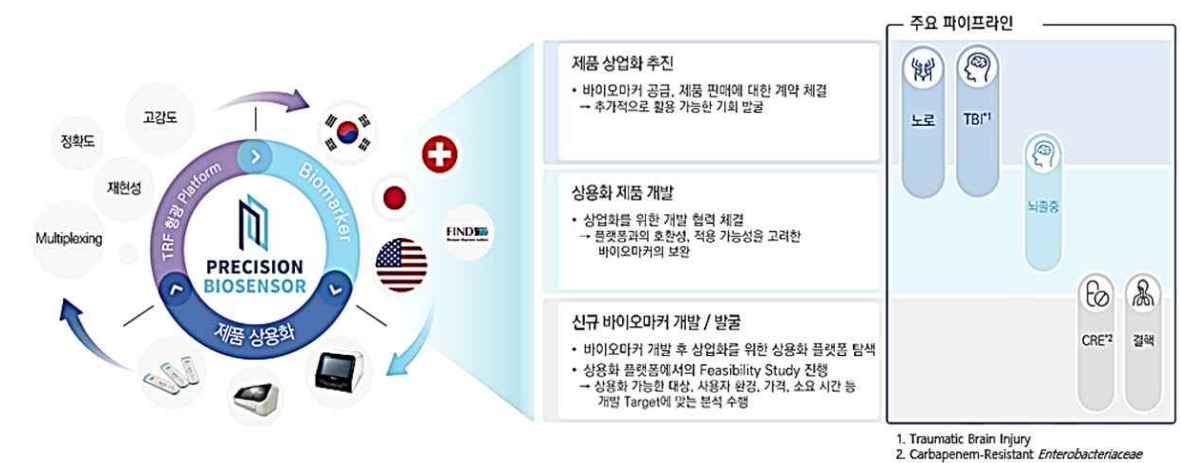 정확도
고감도
재현성
Multiplexing
TRF 형광 Platform
Biomarker
제품 상용화
PRECISION
BIOSENSOR
FIND
제품 상업화 추진
• 바이오마커 공급, 제품 판매에 대한 계약 체결
→ 추가적으로 활용 가능한 기회 발굴
상용화 제품 개발
• 상업화를 위한 개발 협력 체결
→ 플랫폼과의 호환성, 적용 가능성을 고려한
바이오마커의 보완
신규 바이오마커 개발 / 발굴
• 바이오마커 개발 후 상업화를 위한 상용화 플랫폼 탐색
• 상용화 플랫폼에서의 Feasibility Study 진행
→ 상용화 가능한 대상, 사용자 환경, 가격, 소요 시간 등
개발 Target에 맞는 분석 수행
주요 파이프라인
노로
TBI*1
뇌졸중
CRE*2
결핵
1. Traumatic Brain Injury
2. Carbapenem-Resistant Enterobacteriaceae